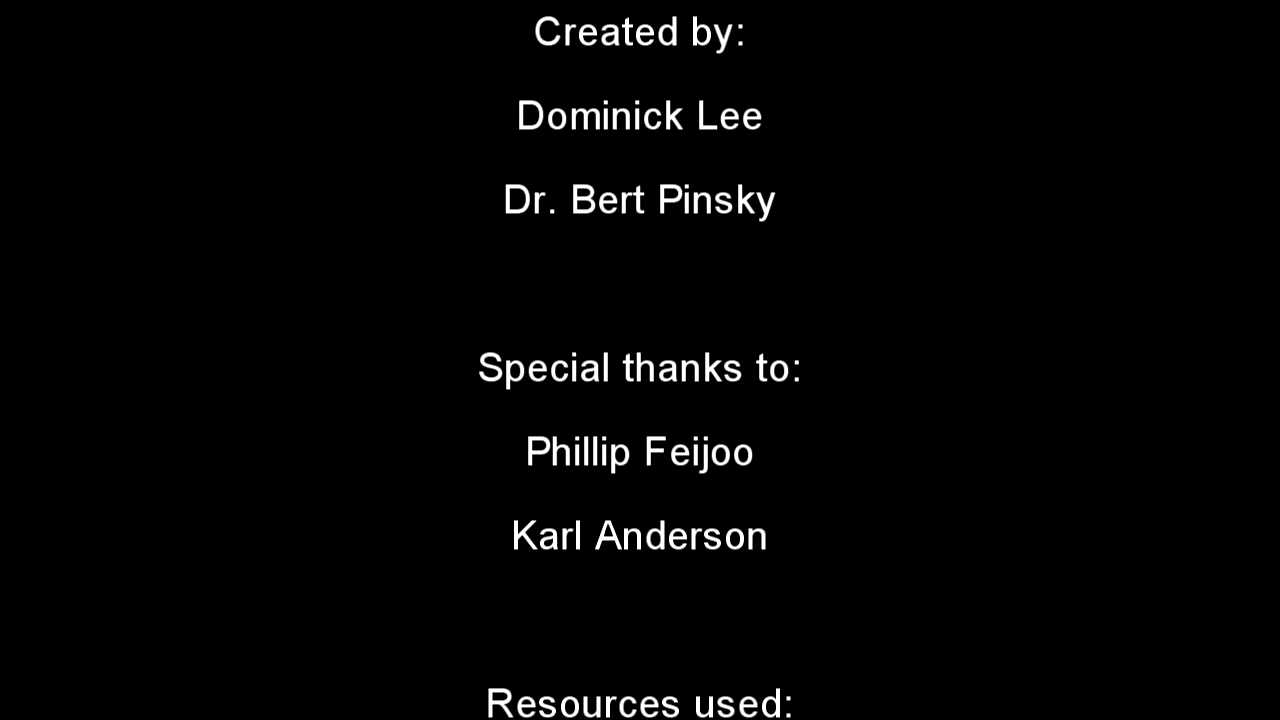 Created by:
Dominick Lee
Dr. Bert Pinsky
Special thanks to:
Phillip Feijoo
Karl Anderson
Resources used: